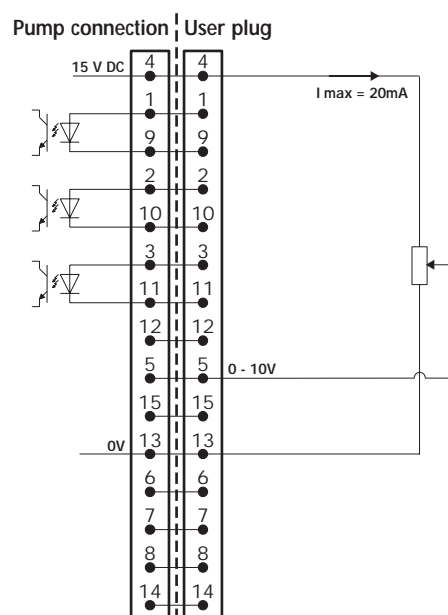 Pump connection User plug
15 V DC 4 4
I max = 20mA
1 1
9 9
2 2
10 10
3 3
11 11
12 12
5 5 0 - 10V
15 15
0V 13 13
6 6
7 7
8 8
14 14